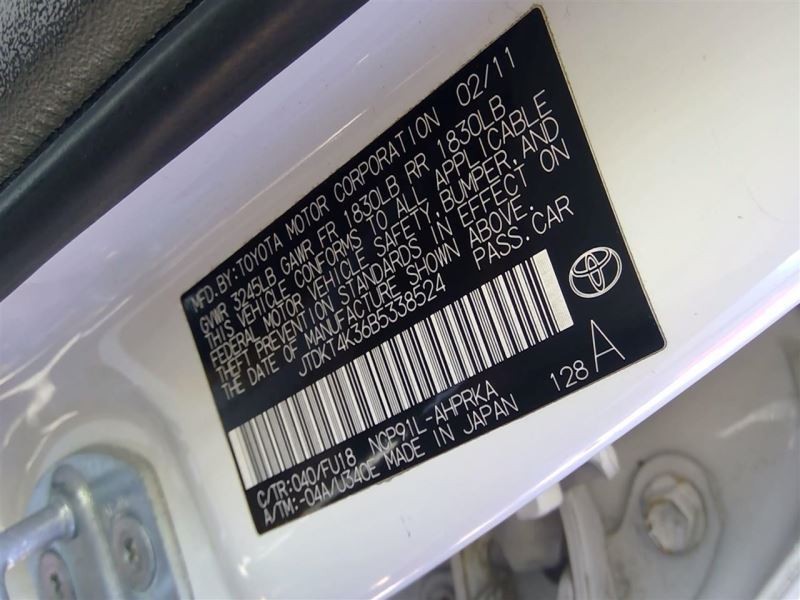 MFD. BY: TOYOTA MOTOR CORPORATION 02/11
GVWR 3245LB GAWR FR 1830LB RR 1830LB
THIS VEHICLE CONFORMS TO ALL APPLICABLE
FEDERAL MOTOR VEHICLE SAFETY, BUMPER, AND
THEFT PREVENTION STANDARDS IN EFFECT ON
THE DATE OF MANUFACTURE SHOWN ABOVE.
JTDKT4K36B5338524 PASS. CAR
C/TR: 040/FU18 NCP91L-AHPRKA
A/TM: -04A/U340E MADE IN JAPAN 128 A